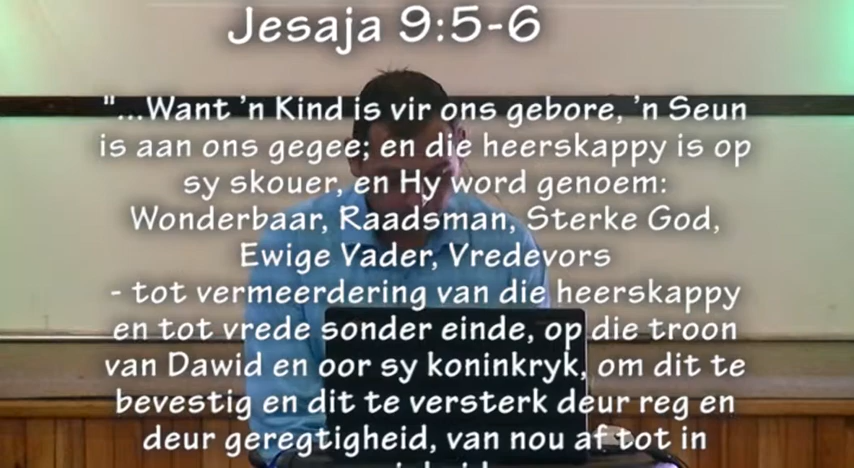 Jesaja 9:5-6
"...Want 'n Kind is vir ons gebore, 'n Seun
is aan ons gegee; en die heerskappy is op
sy skouer, en Hy word genoem:
Wonderbaar, Raadsman, Sterke God,
Ewige Vader, Vredevors
- tot vermeerdering van die heerskappy
en tot vrede sonder einde, op die troon
van Dawid en oor sy koninkryk, om dit te
bevestig en dit te versterk deur reg en
deur geregtigheid, van nou af tot in